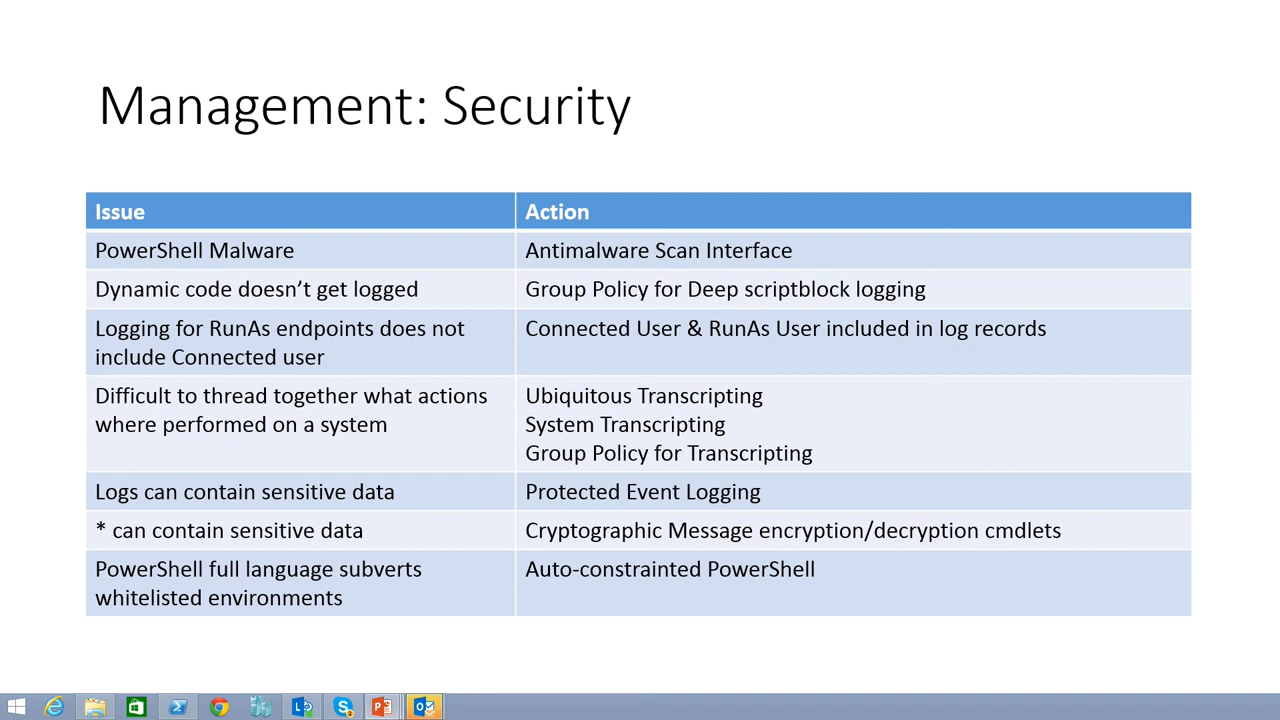 Management: Security
Issue
Action
PowerShell Malware
Antimalware Scan Interface
Dynamic code doesn’t get logged
Group Policy for Deep scriptblock logging
Logging for RunAs endpoints does not
include Connected user
Connected User & RunAs User included in log records
Difficult to thread together what actions
where performed on a system
Ubiquitous Transcripting
System Transcripting
Group Policy for Transcripting
Logs can contain sensitive data
Protected Event Logging
* can contain sensitive data
Cryptographic Message encryption/decryption cmdlets
PowerShell full language subverts
whitelisted environments
Auto-constrainted PowerShell